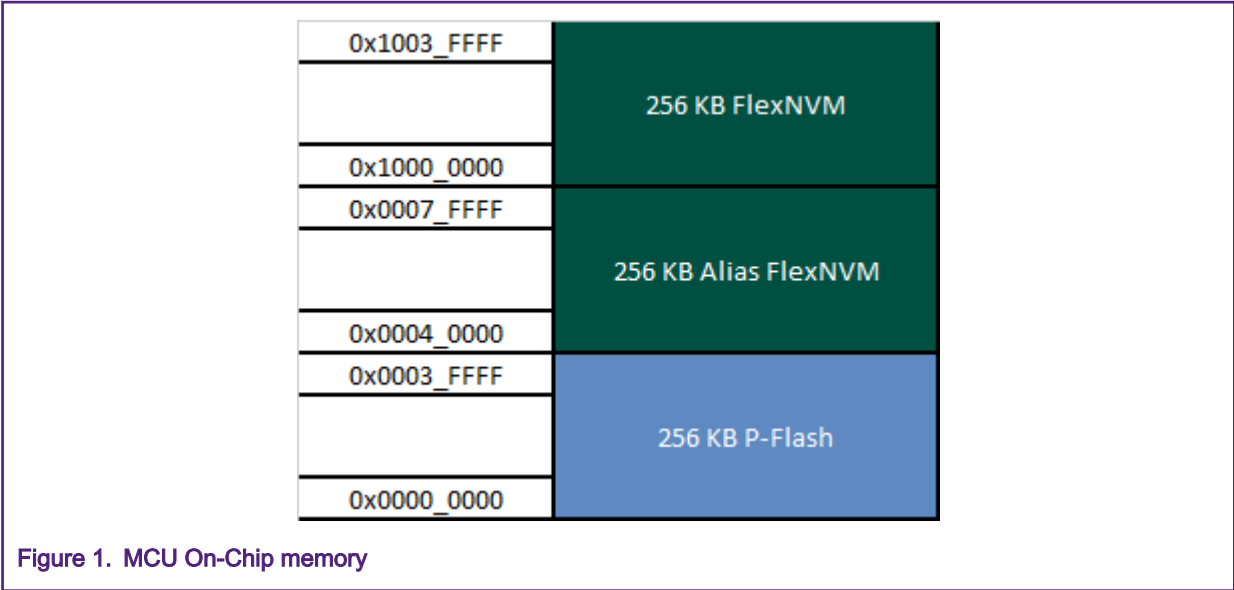 0x1003_FFFF
256 KB FlexNVM
0x1000_0000
0x0007_FFFF
256 KB Alias FlexNVM
0x0004_0000
0x0003_FFFF
256 KB P-Flash
0x0000_0000
Figure 1. MCU On-Chip memory